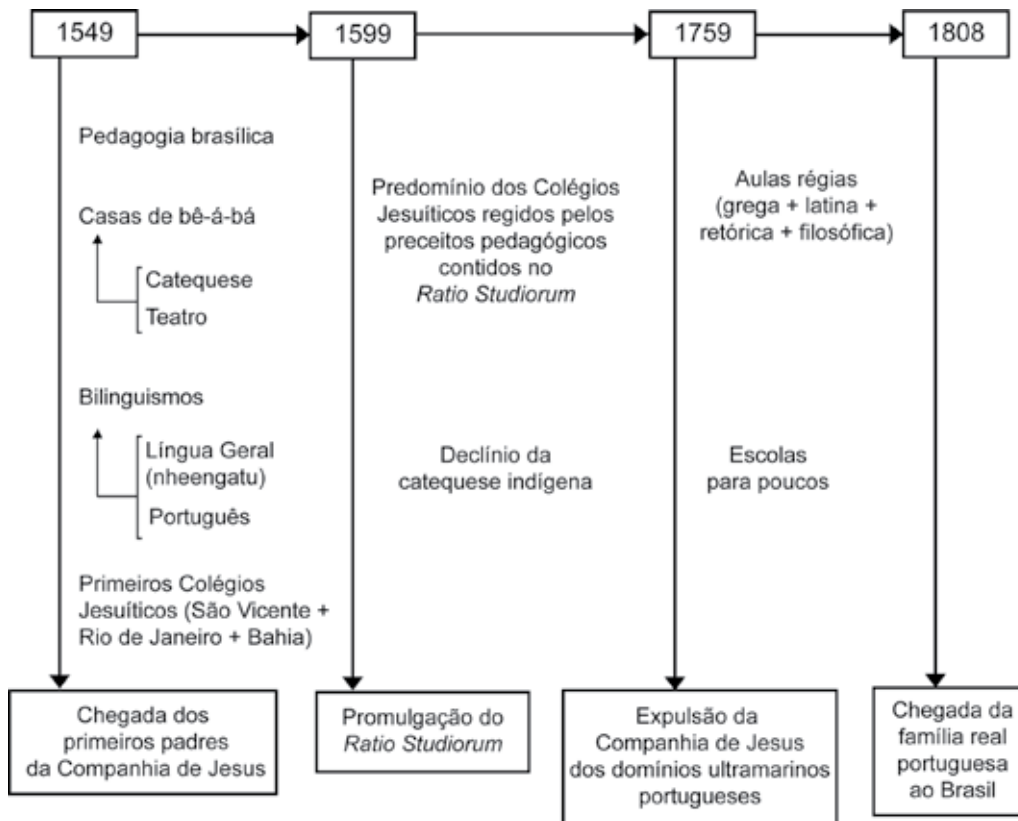 1549
1599
1759
1808
Pedagogia brasílica
Casas de bê-á-bá
Catequese
Teatro
Bilinguismos
Língua Geral
(nheengatu)
Português
Primeiros Colégios
Jesuíticos (São Vicente +
Rio de Janeiro + Bahia)
Predomínio dos Colégios
Jesuíticos regidos pelos
preceitos pedagógicos
contidos no
Ratio Studiorum
Declínio da
catequese indígena
Aulas régias
(grega + latina +
retórica + filosófica)
Escolas
para poucos
Chegada dos
primeiros padres
da Companhia de Jesus
Promulgação do
Ratio Studiorum
Expulsão da
Companhia de Jesus
dos domínios ultramarinos
portugueses
Chegada da
família real
portuguesa
ao Brasil